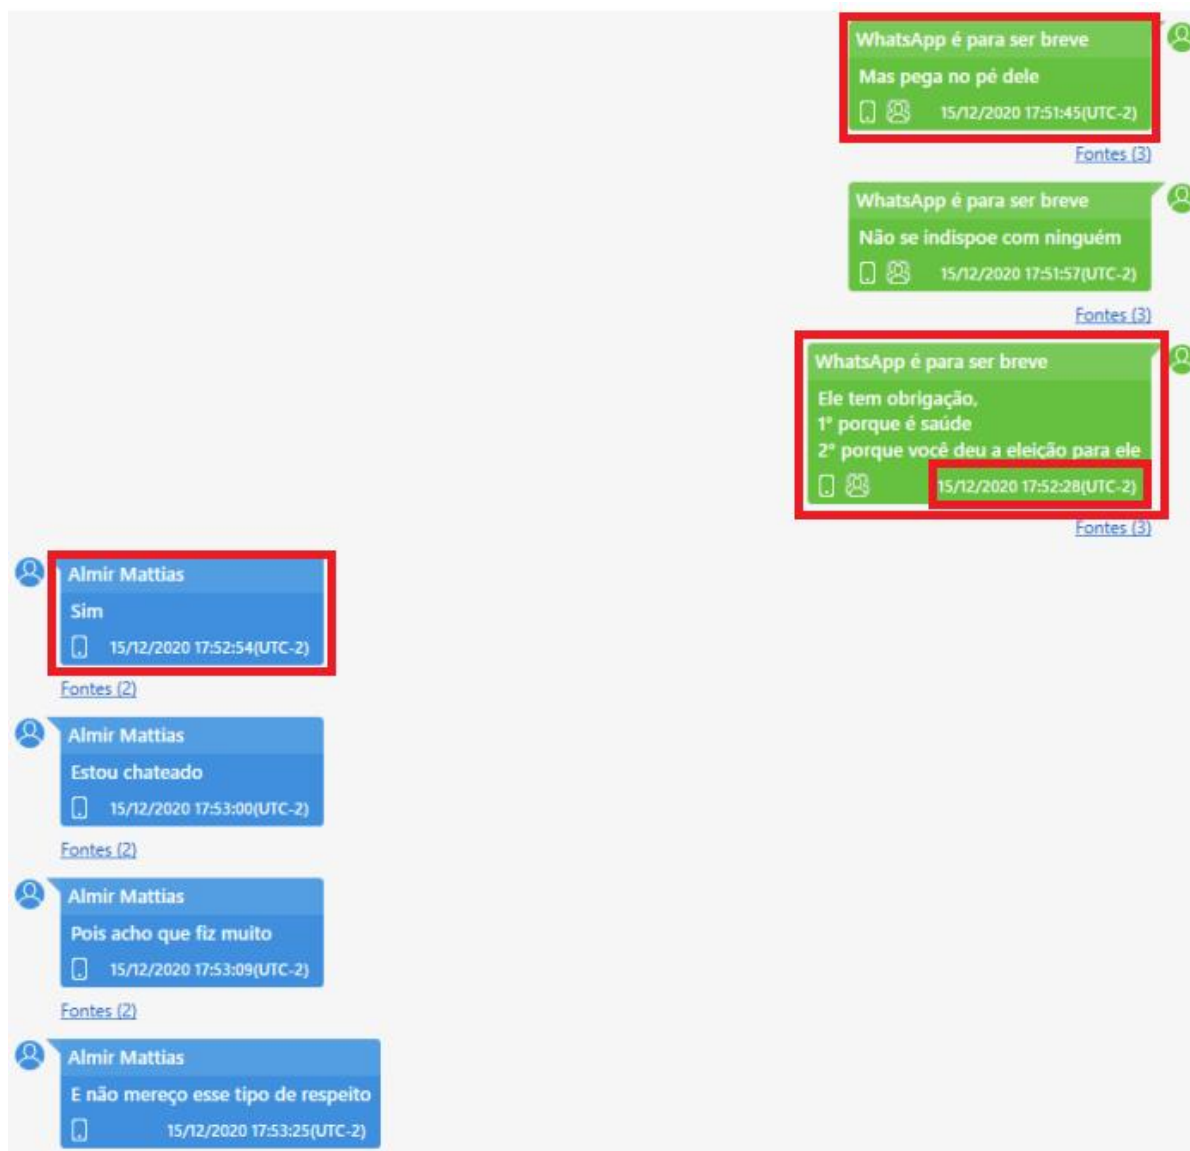 WhatsApp é para ser breve
Mas pega no pé dele
15/12/2020 17:51:45(UTC-2)
Fontes (3)
WhatsApp é para ser breve
Não se indispoe com ninguém
15/12/2020 17:51:57(UTC-2)
Fontes (3)
WhatsApp é para ser breve
Ele tem obrigação,
1º porque é saúde
2º porque você deu a eleição para ele
15/12/2020 17:52:28(UTC-2)
Fontes (3)
Almir Mattias
Sim
15/12/2020 17:52:54(UTC-2)
Fontes (2)
Almir Mattias
Estou chateado
15/12/2020 17:53:00(UTC-2)
Fontes (2)
Almir Mattias
Pois acho que fiz muito
15/12/2020 17:53:09(UTC-2)
Fontes (2)
Almir Mattias
E não mereço esse tipo de respeito
15/12/2020 17:53:25(UTC-2)